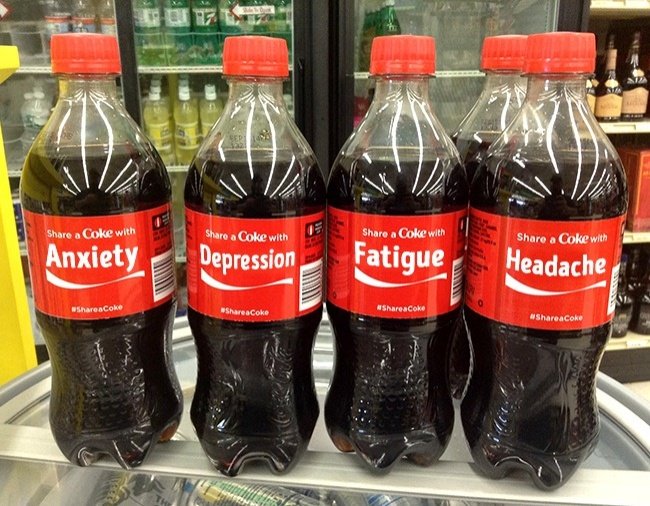 Share a Coke with
Anxiety
#ShareaCoke
Share a Coke with
Depression
#ShareaCoke
Share a Coke with
Fatigue
#ShareaCoke
Share a Coke with
Headache
#ShareaCoke